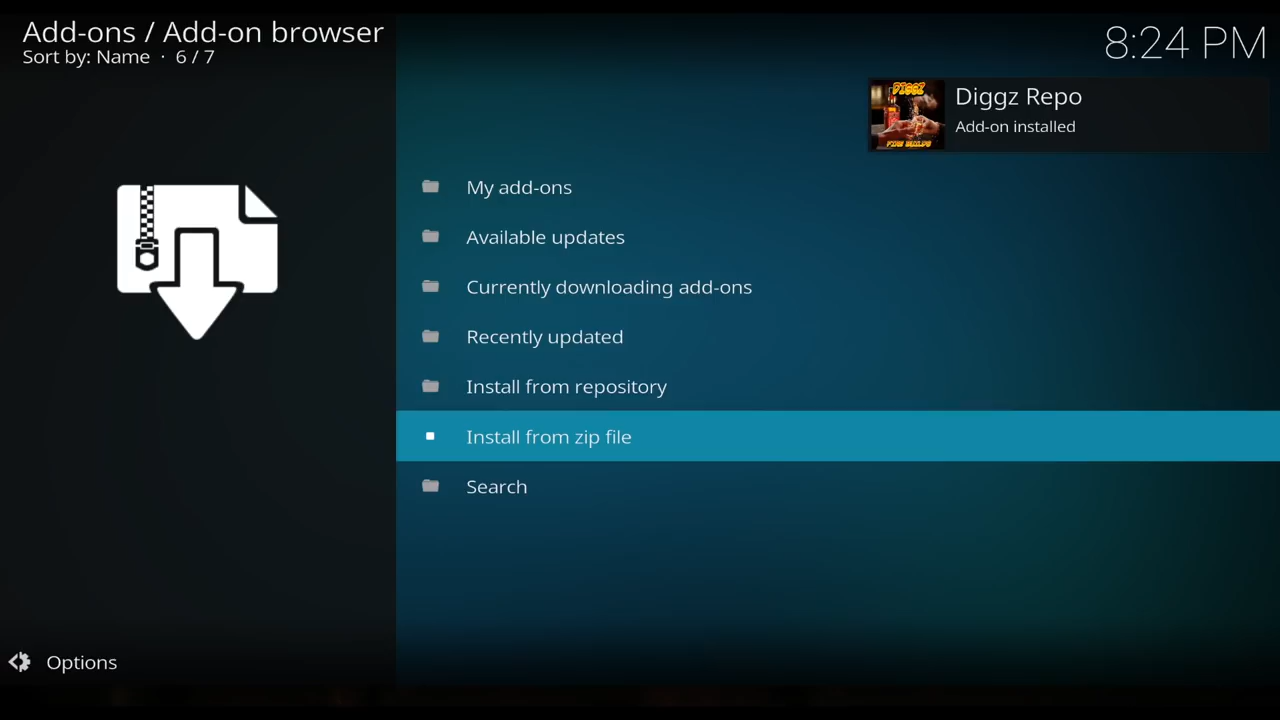 Add-ons / Add-on browser
Sort by: Name · 6 / 7
8:24 PM
DIGGZ
Diggz Repo
Add-on installed
My add-ons
Available updates
Currently downloading add-ons
Recently updated
Install from repository
Install from zip file
Search
Options